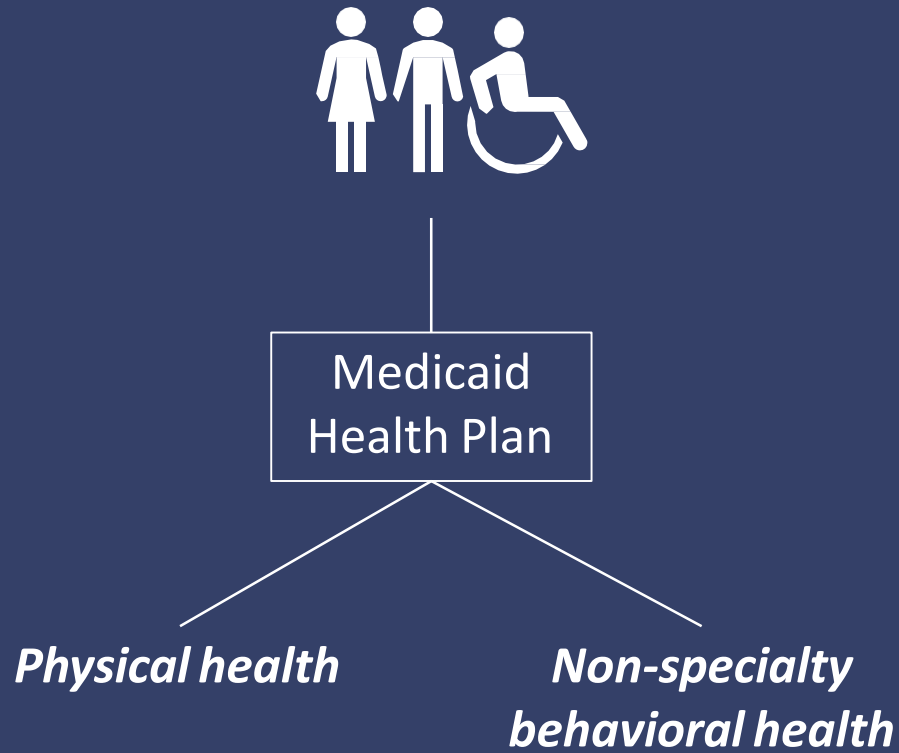 Medicaid
Health Plan
Physical health
Non-specialty
behavioral health